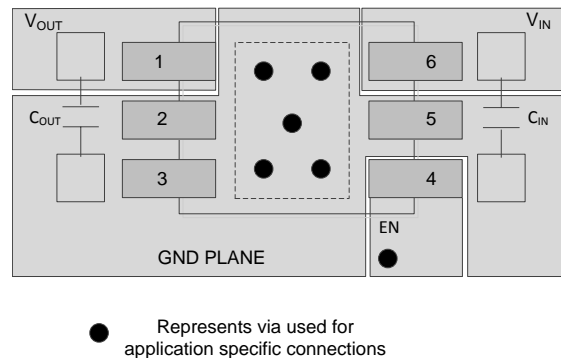 VOUT
VIN
1
6
COUT
2
5
CIN
3
4
EN
GND PLANE
Represents via used for
application specific connections